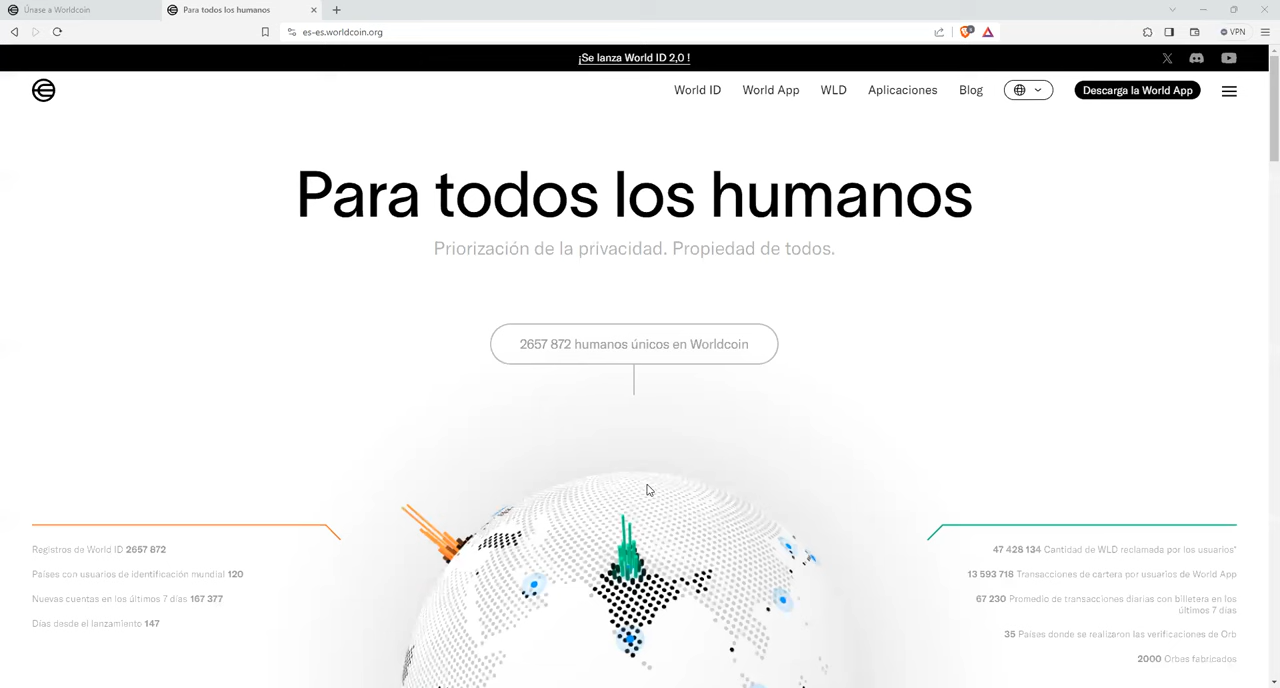 Únase a Worldcoin
Para todos los humanos
es-es.worldcoin.org
VPN
¡Se lanza World ID 2,0 !
World ID
World App
WLD
Aplicaciones
Blog
Descarga la World App
Para todos los humanos
Priorización de la privacidad. Propiedad de todos.
2657 872 humanos únicos en Worldcoin
Registros de World ID 2657 872
Países con usuarios de identificación mundial 120
Nuevas cuentas en los últimos 7 días 167 377
Días desde el lanzamiento 147
47 428 134 Cantidad de WLD reclamada por los usuarios*
13 593 718 Transacciones de cartera por usuarios de World App
67 230 Promedio de transacciones diarias con billetera en los
últimos 7 días
35 Países donde se realizaron las verificaciones de Orb
2000 Orbes fabricados